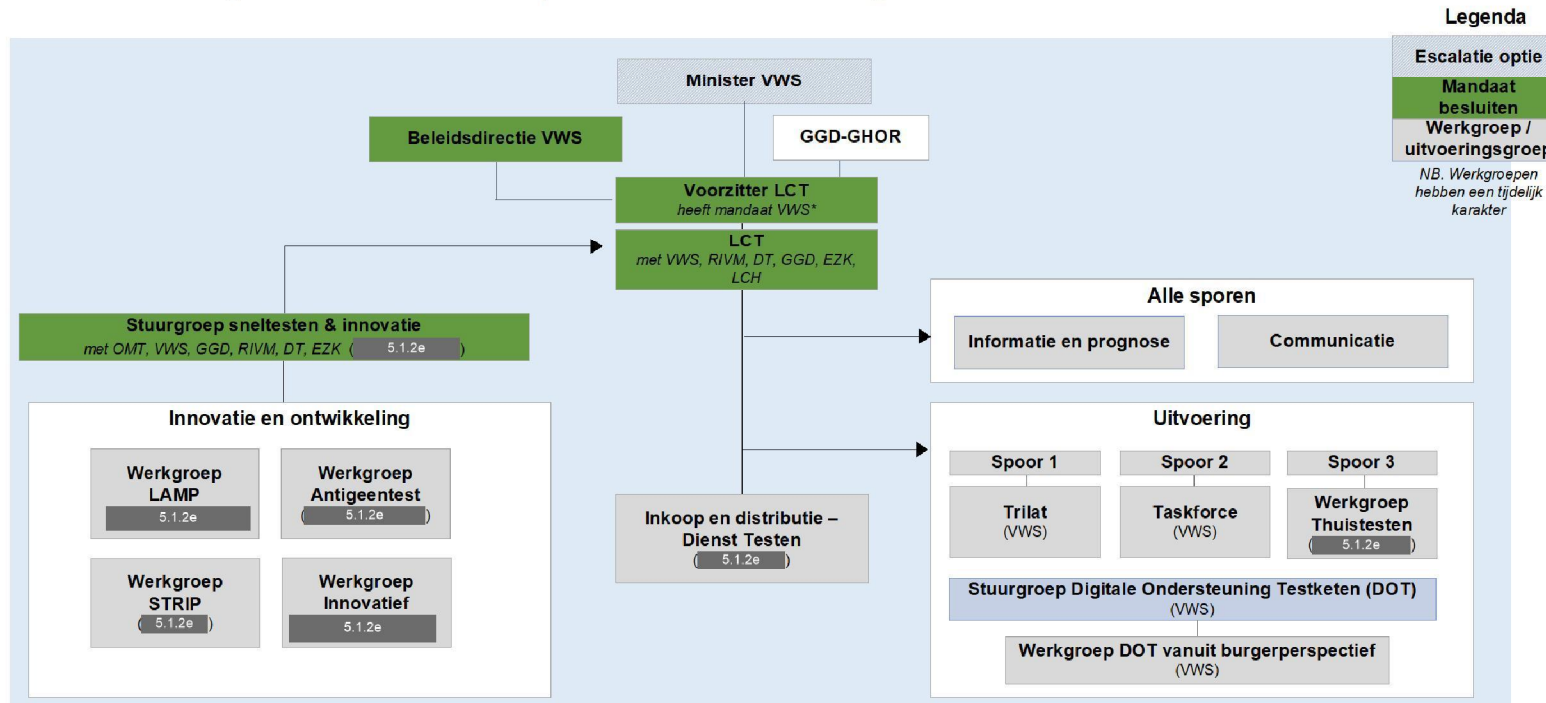 Legenda
Escalatie optie
Mandaat
besluiten
Werkgroep /
uitvoeringsgroep
NB. Werkgroepen
hebben een tijdelijk
karakter
Minister VWS
Beleidsdirectie VWS
GGD-GHOR
Voorzitter LCT
heeft mandaat VWS*
LCT
met VWS, RIVM, DT, GGD, EZK,
LCH
Stuurgroep sneltesten & innovatie
met OMT, VWS, GGD, RIVM, DT, EZK ( 5.1.2e )
Innovatie en ontwikkeling
Werkgroep
LAMP
5.1.2e
Werkgroep
Antigeentest
( 5.1.2e )
Werkgroep
STRIP
( 5.1.2e )
Werkgroep
Innovatief
5.1.2e
Inkoop en distributie –
Dienst Testen
( 5.1.2e )
Alle sporen
Informatie en prognose
Communicatie
Uitvoering
Spoor 1
Trilat
(VWS)
Spoor 2
Taskforce
(VWS)
Spoor 3
Werkgroep
Thuistesten
( 5.1.2e )
Stuurgroep Digitale Ondersteuning Testketen (DOT)
(VWS)
Werkgroep DOT vanuit burgerperspectief
(VWS)